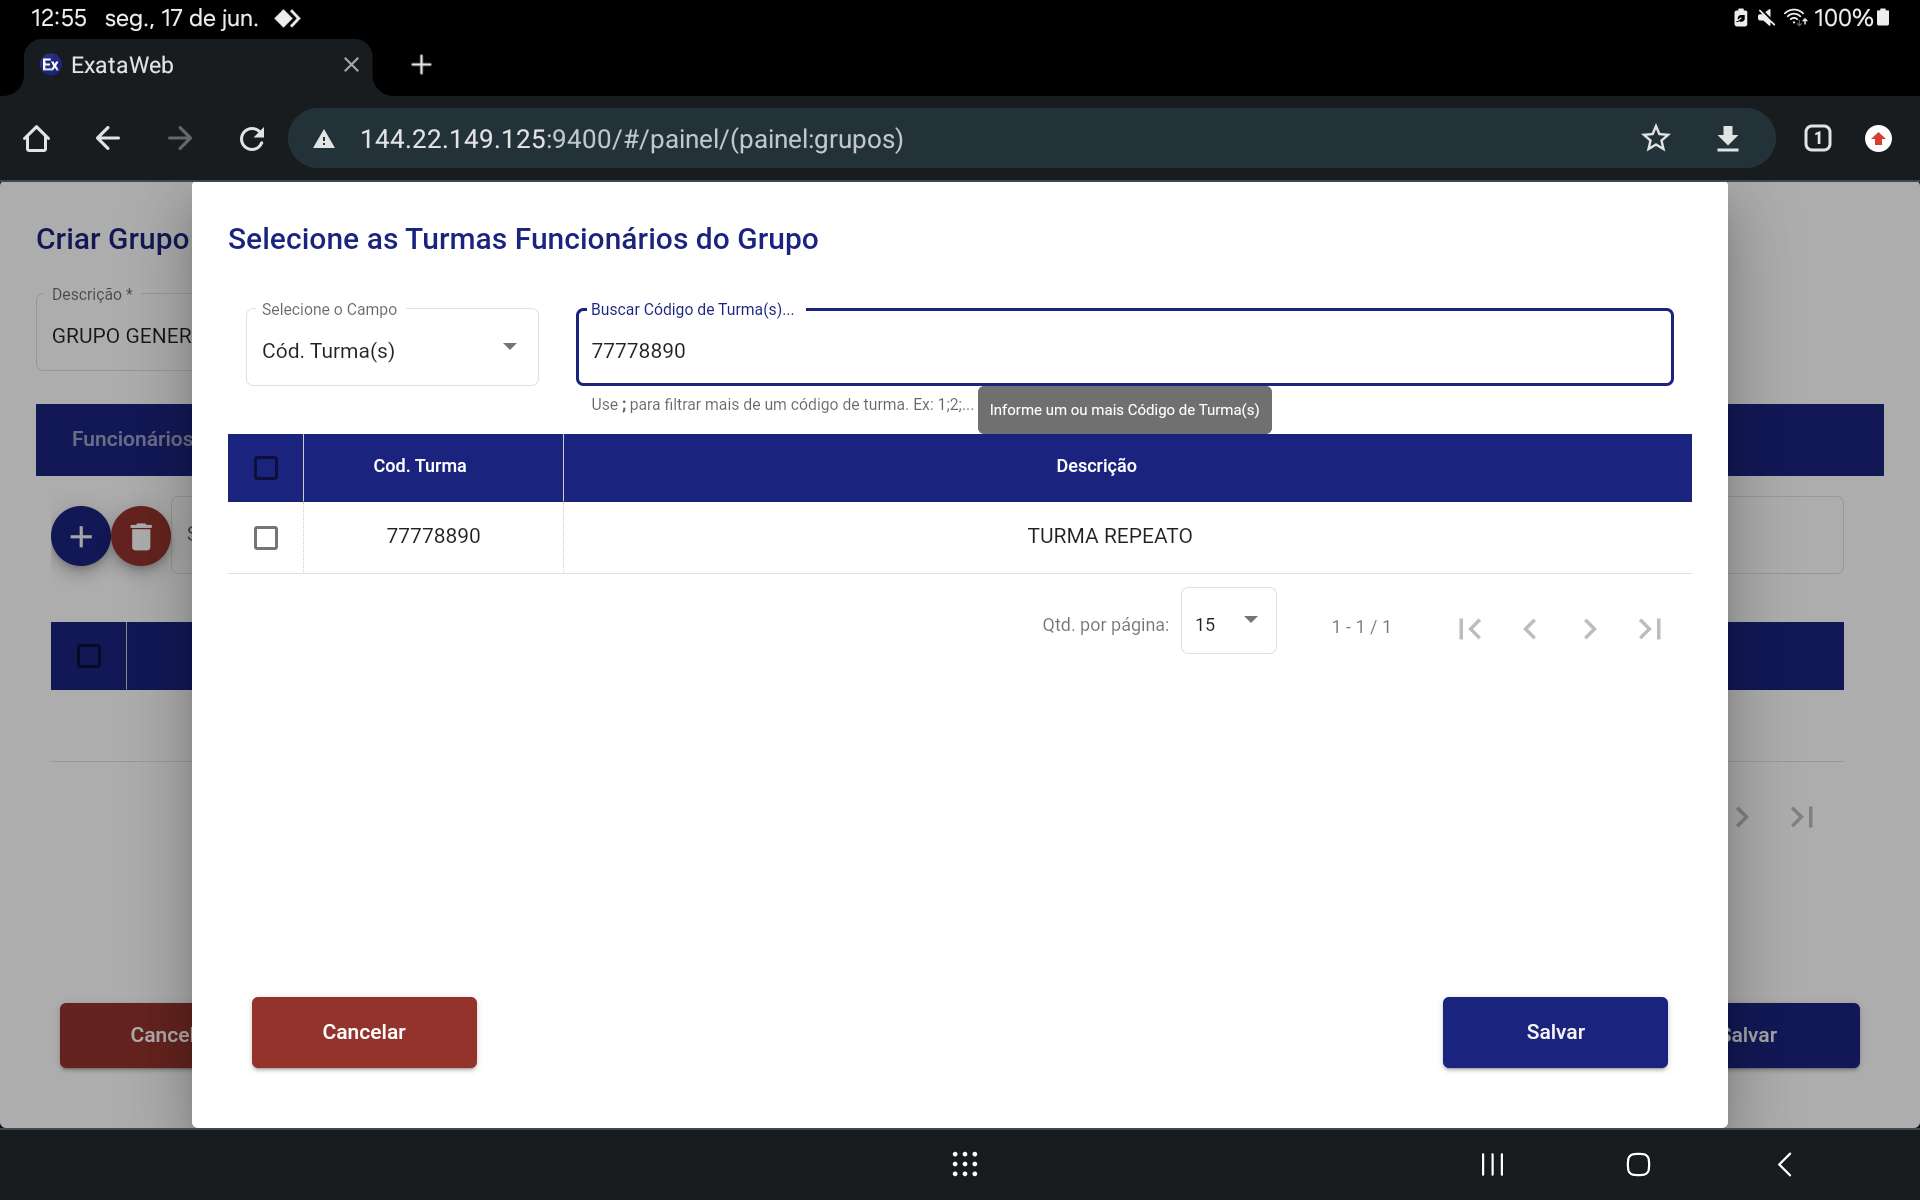 12:55 seg., 17 de jun.
100%
Ex ExataWeb
144.22.149.125:9400/#/painel/(painel:grupos)
1
Criar Grupo
Descrição *
GRUPO GENER
Funcionários
Selecione as Turmas Funcionários do Grupo
Selecione o Campo
Cód. Turma(s)
Buscar Código de Turma(s)...
77778890
Use ; para filtrar mais de um código de turma. Ex: 1;2;...
Informe um ou mais Código de Turma(s)
Cod. Turma
Descrição
77778890
TURMA REPEATO
Qtd. por página:
15
1 - 1 / 1
Cancel
Cancelar
Salvar
Salvar